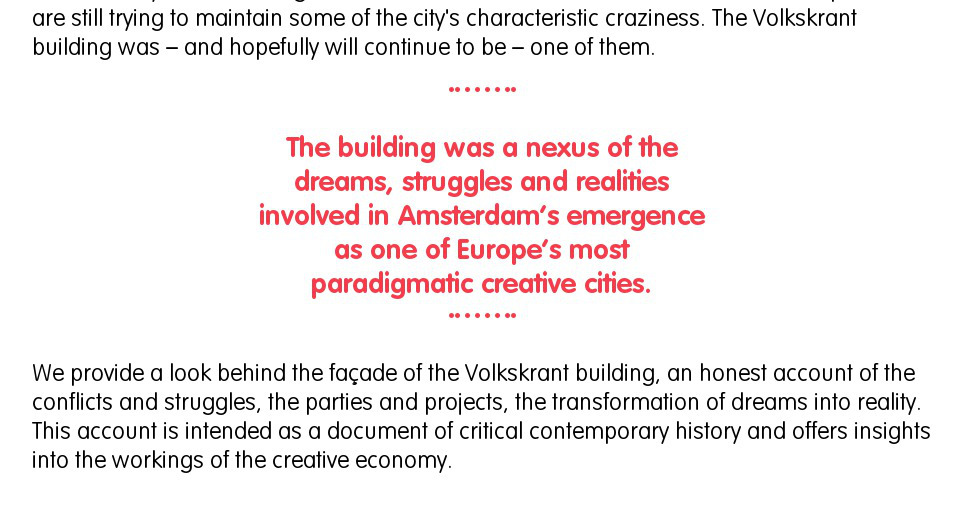 are still trying to maintain some of the city's characteristic craziness. The Volkskrant
building was – and hopefully will continue to be – one of them.
The building was a nexus of the
dreams, struggles and realities
involved in Amsterdam's emergence
as one of Europe's most
paradigmatic creative cities.
We provide a look behind the façade of the Volkskrant building, an honest account of the
conflicts and struggles, the parties and projects, the transformation of dreams into reality.
This account is intended as a document of critical contemporary history and offers insights
into the workings of the creative economy.